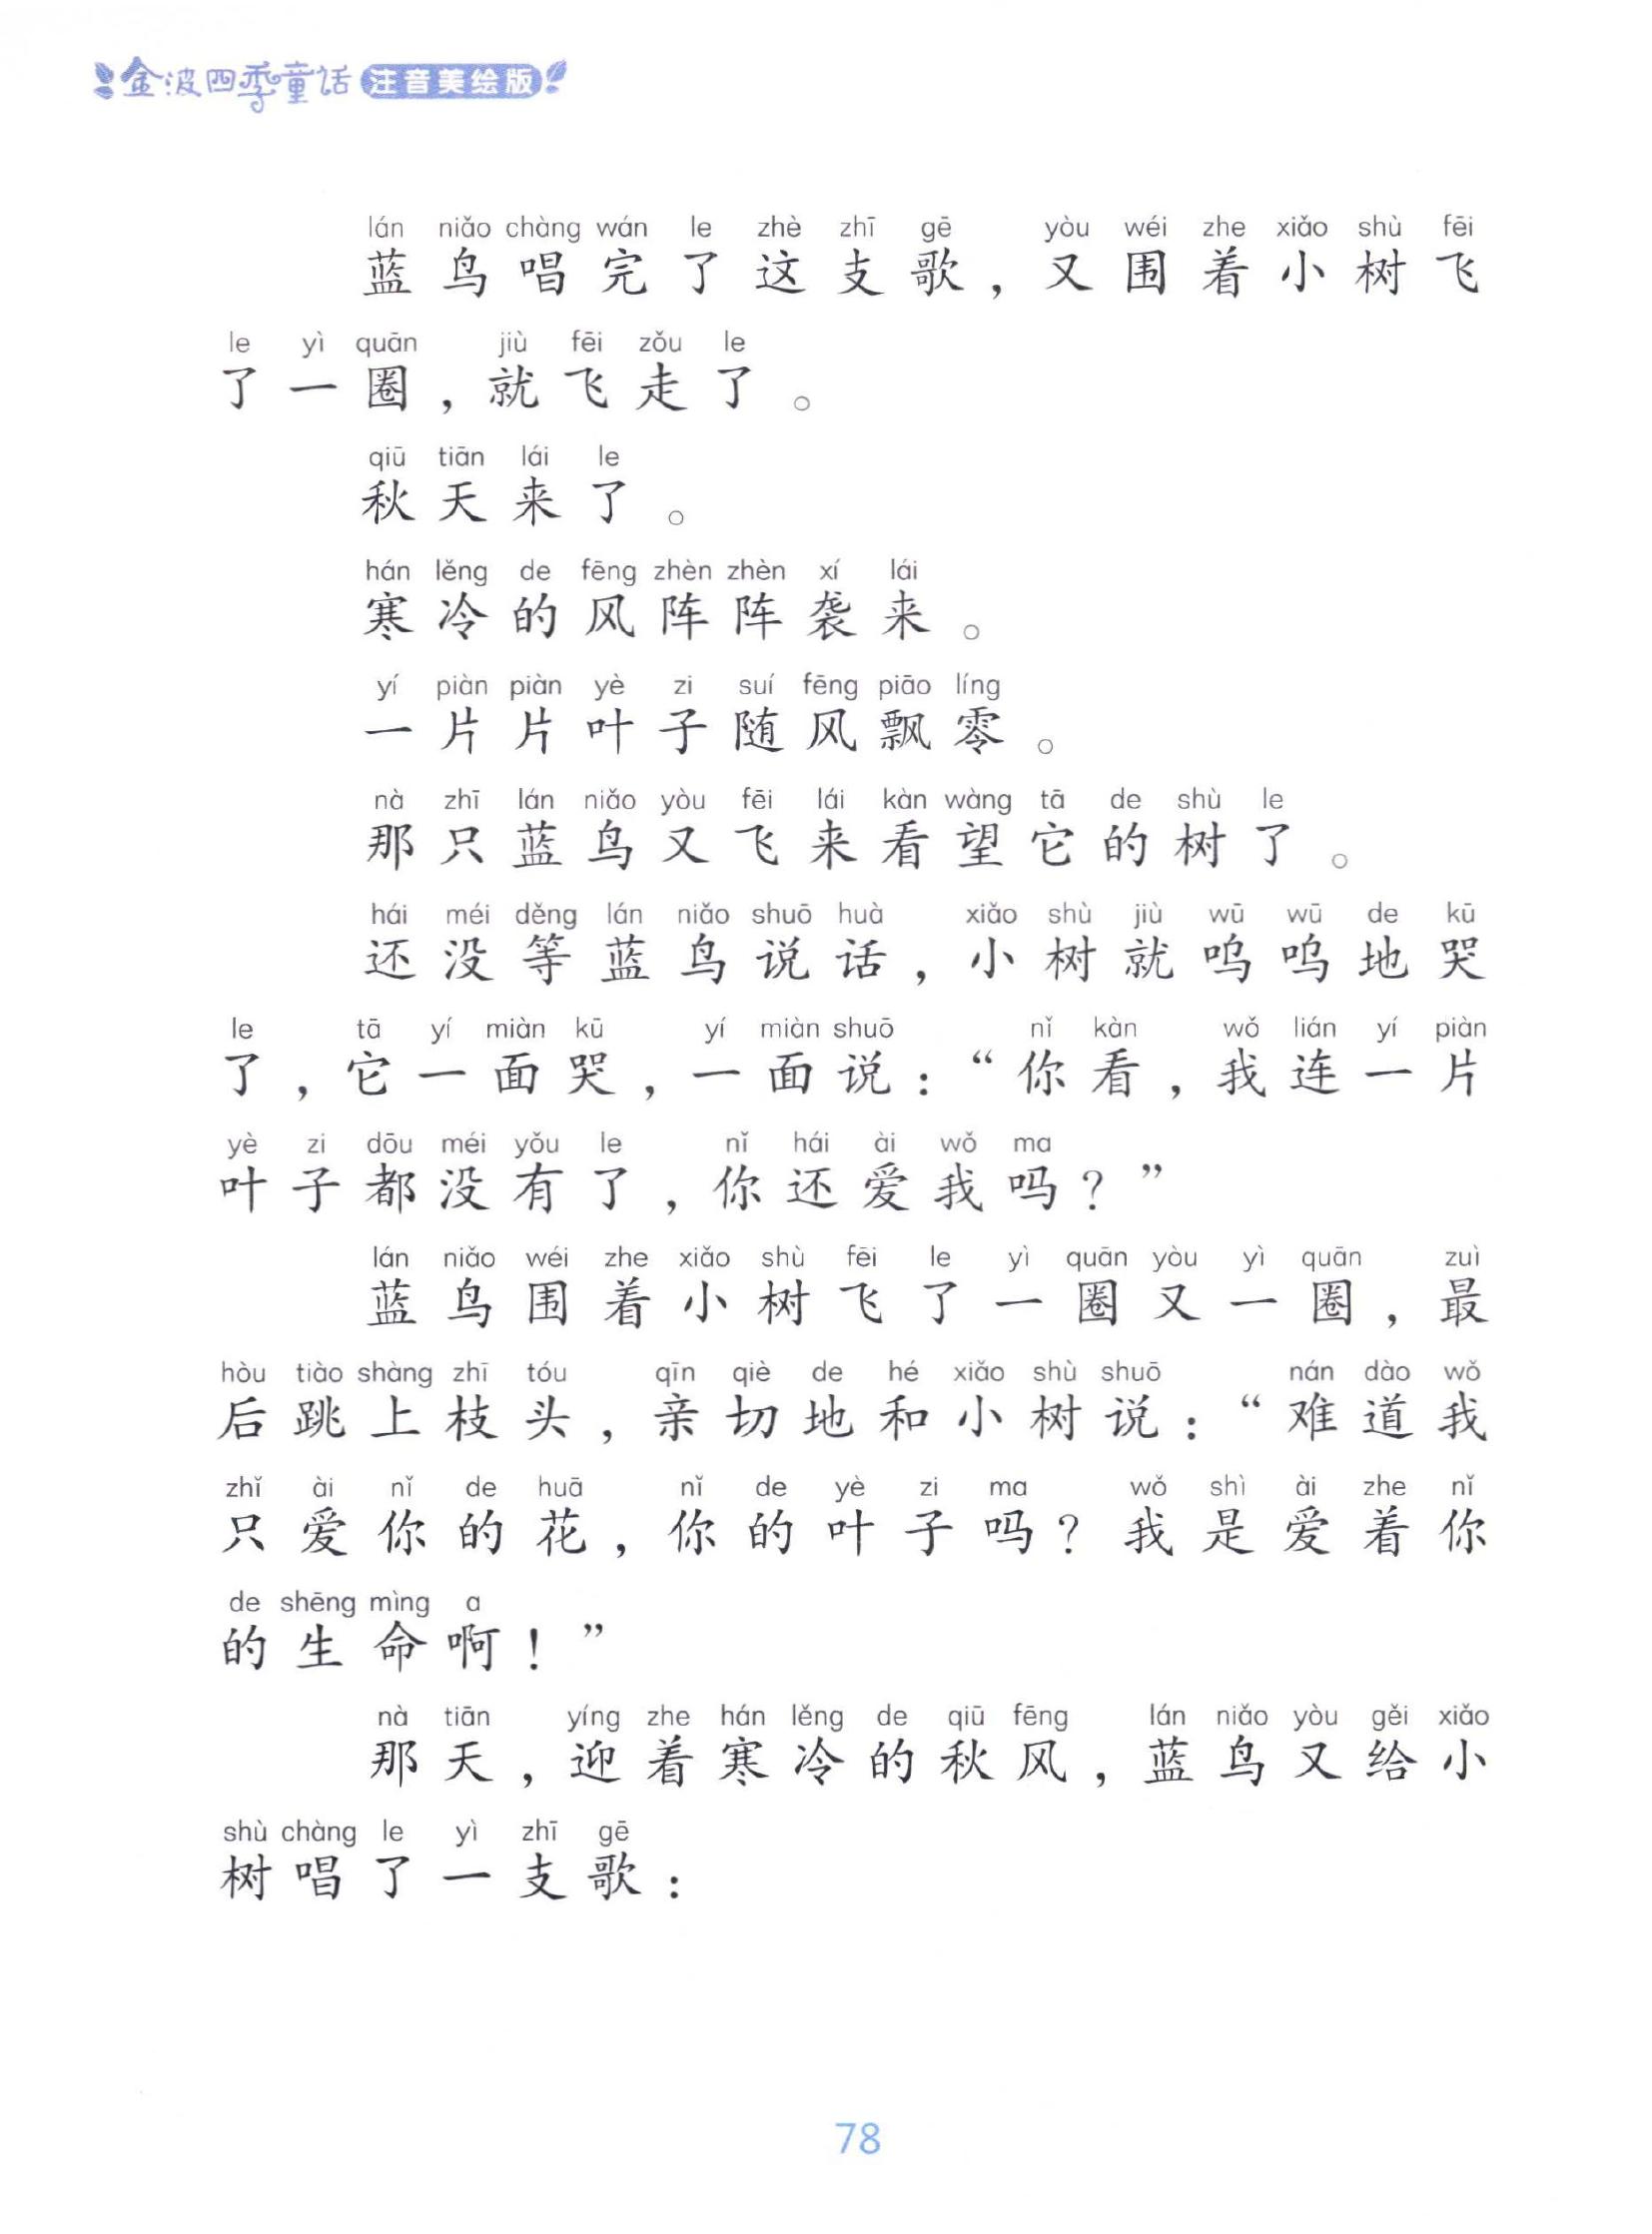 金波四季童话 注音美绘版
lán niǎo chàng wán le zhè zhī gē yòu wéi zhe xiǎo shù fēi
蓝鸟唱完了这支歌，又围着小树飞
le yì quān jiù fēi zǒu le
了一圈，就飞走了。
qiū tiān lái le
秋天来了。
hán lěng de fēng zhèn zhèn xí lái
寒冷的风阵阵袭来。
yí piàn piàn yè zi suí fēng piāo líng
一片片叶子随风飘零。
nà zhī lán niǎo yòu fēi lái kàn wàng tā de shù le
那只蓝鸟又飞来看望它的树了。
hái méi děng lán niǎo shuō huà xiǎo shù jiù wū wū de kū
还没等蓝鸟说话，小树就呜呜地哭
le tā yí miàn kū yí miàn shuō nǐ kàn wǒ lián yí piàn
了，它一面哭，一面说：“你看，我连一片
yè zi dōu méi yǒu le nǐ hái ài wǒ ma
叶子都没有了，你还爱我吗？”
lán niǎo wéi zhe xiǎo shù fēi le yì quān yòu yì quān zuì
蓝鸟围着小树飞了一圈又一圈，最
hòu tiào shàng zhī tóu qīn qiè de hé xiǎo shù shuō nán dào wǒ
后跳上枝头，亲切地和小树说：“难道我
zhǐ ài nǐ de huā nǐ de yè zi ma wǒ shì ài zhe nǐ
只爱你的花，你的叶子吗？我是爱着你
de shēng mìng a
的生命啊！”
nà tiān yíng zhe hán lěng de qiū fēng lán niǎo yòu gěi xiǎo
那天，迎着寒冷的秋风，蓝鸟又给小
shù chàng le yì zhī gē
树唱了一支歌：
78